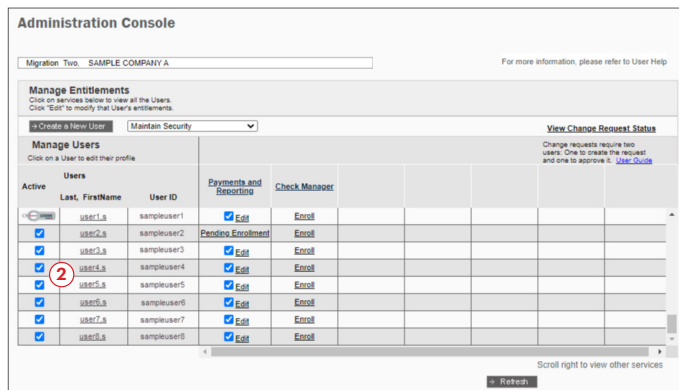 Administration Console
Migration Two, SAMPLE COMPANY A
For more information, please refer to User Help
Manage Entitlements
Click on services below to view all the Users.
Click "Edit" to modify that User's entitlements.
Create a New User
Maintain Security
View Change Request Status
Manage Users
Click on a User to edit their profile
Change requests require two
users: One to create the request
and one to approve it. User Guide
Active
Users
Last, FirstName
User ID
Payments and
Reporting
Check Manager
user1,s sampleuser1 Edit Enroll
user2,s sampleuser2 Pending Enrollment Enroll
user3,s sampleuser3 Edit Enroll
user4,s sampleuser4 Edit Enroll
2
user5,s sampleuser5 Edit Enroll
user6,s sampleuser6 Edit Enroll
user7,s sampleuser7 Edit Enroll
user8,s sampleuser8 Edit Enroll
Scroll right to view other services
Refresh